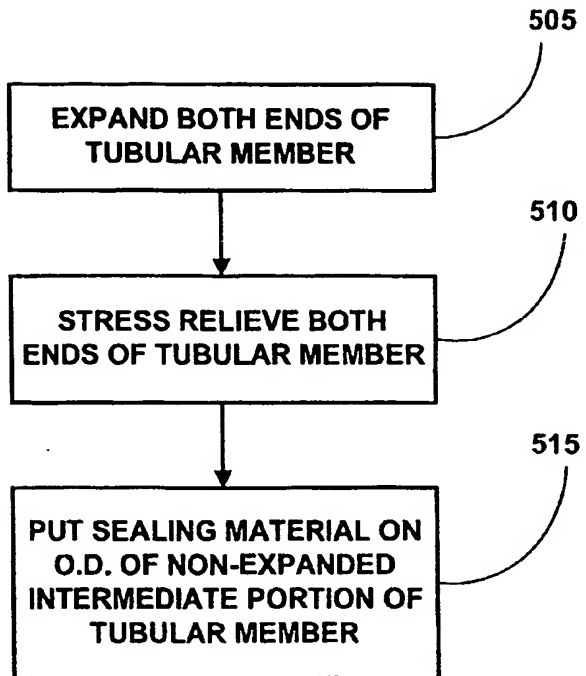 505
EXPAND BOTH ENDS OF
TUBULAR MEMBER
510
STRESS RELIEVE BOTH
ENDS OF TUBULAR MEMBER
515
PUT SEALING MATERIAL ON
O.D. OF NON-EXPANDED
INTERMEDIATE PORTION OF
TUBULAR MEMBER